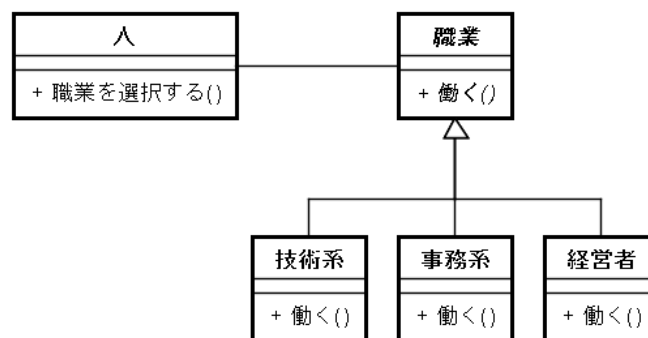 人
職業
+ 職業を選択する()
+ 働く()
技術系
事務系
経営者
+ 働く()
+ 働く()
+ 働く()